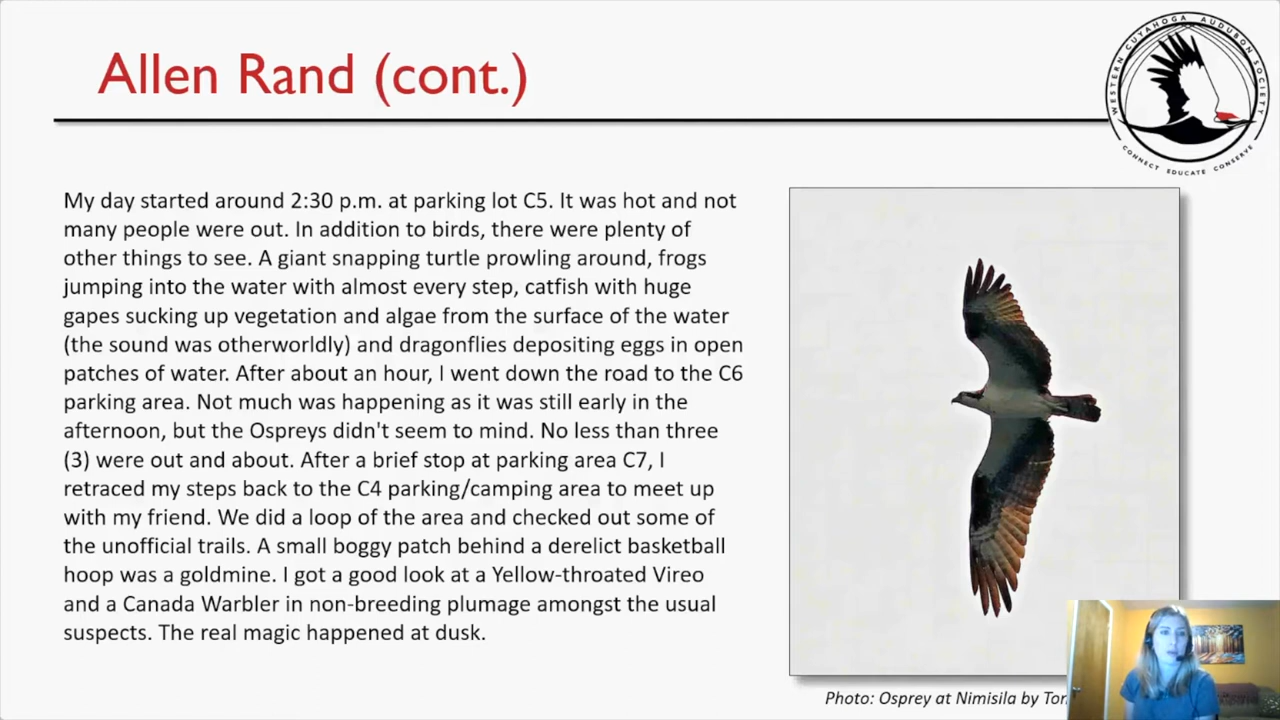 Allen Rand (cont.)
WESTERN CUYAHOGA AUDUBON SOCIETY
CONNECT EDUCATE CONSERVE
My day started around 2:30 p.m. at parking lot C5. It was hot and not
many people were out. In addition to birds, there were plenty of
other things to see. A giant snapping turtle prowling around, frogs
jumping into the water with almost every step, catfish with huge
gapes sucking up vegetation and algae from the surface of the water
(the sound was otherworldly) and dragonflies depositing eggs in open
patches of water. After about an hour, I went down the road to the C6
parking area. Not much was happening as it was still early in the
afternoon, but the Ospreys didn't seem to mind. No less than three
(3) were out and about. After a brief stop at parking area C7, I
retraced my steps back to the C4 parking/camping area to meet up
with my friend. We did a loop of the area and checked out some of
the unofficial trails. A small boggy patch behind a derelict basketball
hoop was a goldmine. I got a good look at a Yellow-throated Vireo
and a Canada Warbler in non-breeding plumage amongst the usual
suspects. The real magic happened at dusk.
Photo: Osprey at Nimisila by